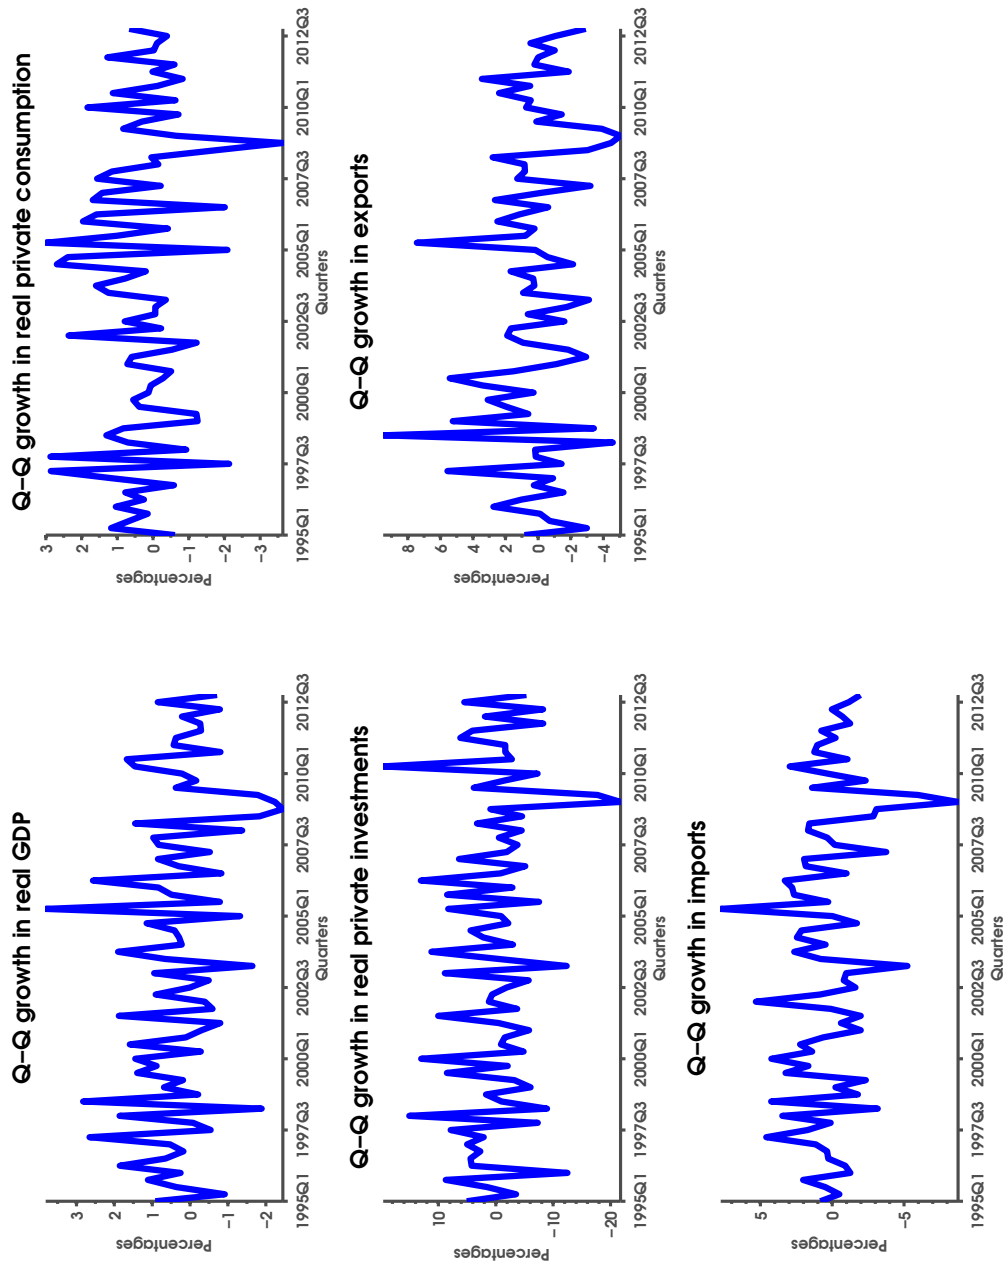 Q–Q growth in real GDP
Percentages
3
2
1
0
−1
−2
1995Q1
1997Q3
2000Q1
2002Q3
2005Q1
2007Q3
2010Q1
2012Q3
Quarters
Q–Q growth in real private consumption
Percentages
3
2
1
0
−1
−2
−3
1995Q1
1997Q3
2000Q1
2002Q3
2005Q1
2007Q3
2010Q1
2012Q3
Quarters
Q–Q growth in real private investments
Percentages
10
0
−10
−20
1995Q1
1997Q3
2000Q1
2002Q3
2005Q1
2007Q3
2010Q1
2012Q3
Quarters
Q–Q growth in exports
Percentages
8
6
4
2
0
−2
−4
1995Q1
1997Q3
2000Q1
2002Q3
2005Q1
2007Q3
2010Q1
2012Q3
Quarters
Q–Q growth in imports
Percentages
5
0
−5
1995Q1
1997Q3
2000Q1
2002Q3
2005Q1
2007Q3
2010Q1
2012Q3
Quarters